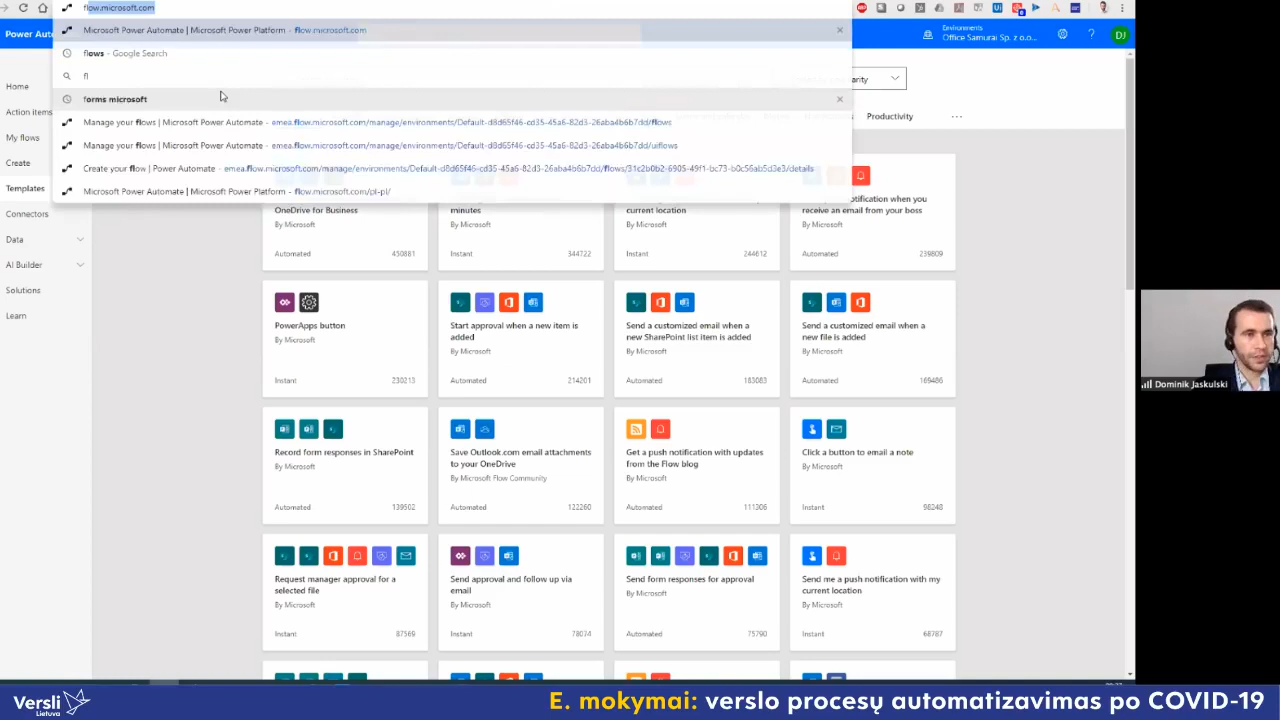 flow.microsoft.com
Microsoft Power Automate | Microsoft Power Platform - flow.microsoft.com
flows - Google Search
fl
forms microsoft
Manage your flows | Microsoft Power Automate - emea.flow.microsoft.com/manage/environments/Default-d8d65f46-cd35-45a6-82d3-26aba4b6b7dd/flows
Manage your flows | Microsoft Power Automate - emea.flow.microsoft.com/manage/environments/Default-d8d65f46-cd35-45a6-82d3-26aba4b6b7dd/uiflows
Create your flow | Power Automate - emea.flow.microsoft.com/manage/environments/Default-d8d65f46-cd35-45a6-82d3-26aba4b6b7dd/flows/31c2b0b2-6905-49f1-bc73-b0c56ab5d3e3/details
Microsoft Power Automate | Microsoft Power Platform - flow.microsoft.com/pl-pl/
Power Au
Environments
Office Samurai Sp. z o.o...
?
DJ
Home
Action items
My flows
Create
Templates
Connectors
Data
AI Builder
Solutions
Learn
Productivity
...
OneDrive for Business
By Microsoft
Automated 450881
minutes
By Microsoft
Instant 344722
current location
By Microsoft
Instant 244612
notification when you
receive an email from your boss
By Microsoft
Automated 239809
PowerApps button
By Microsoft
Instant 230213
Start approval when a new item is
added
By Microsoft
Automated 214201
Send a customized email when a
new SharePoint list item is added
By Microsoft
Automated 183083
Send a customized email when a
new file is added
By Microsoft
Automated 169486
Record form responses in SharePoint
By Microsoft
Automated 139502
Save Outlook.com email attachments
to your OneDrive
By Microsoft Flow Community
Automated 122260
Get a push notification with updates
from the Flow blog
By Microsoft
Automated 111306
Click a button to email a note
By Microsoft
Instant 98248
Request manager approval for a
selected file
By Microsoft
Instant 87569
Send approval and follow up via
email
By Microsoft
Instant 78074
Send form responses for approval
By Microsoft
Automated 75790
Send me a push notification with my
current location
By Microsoft
Instant 68787
Dominik Jaskulski
Versli
Lietuva
E. mokymai: verslo procesų automatizavimas po COVID-19